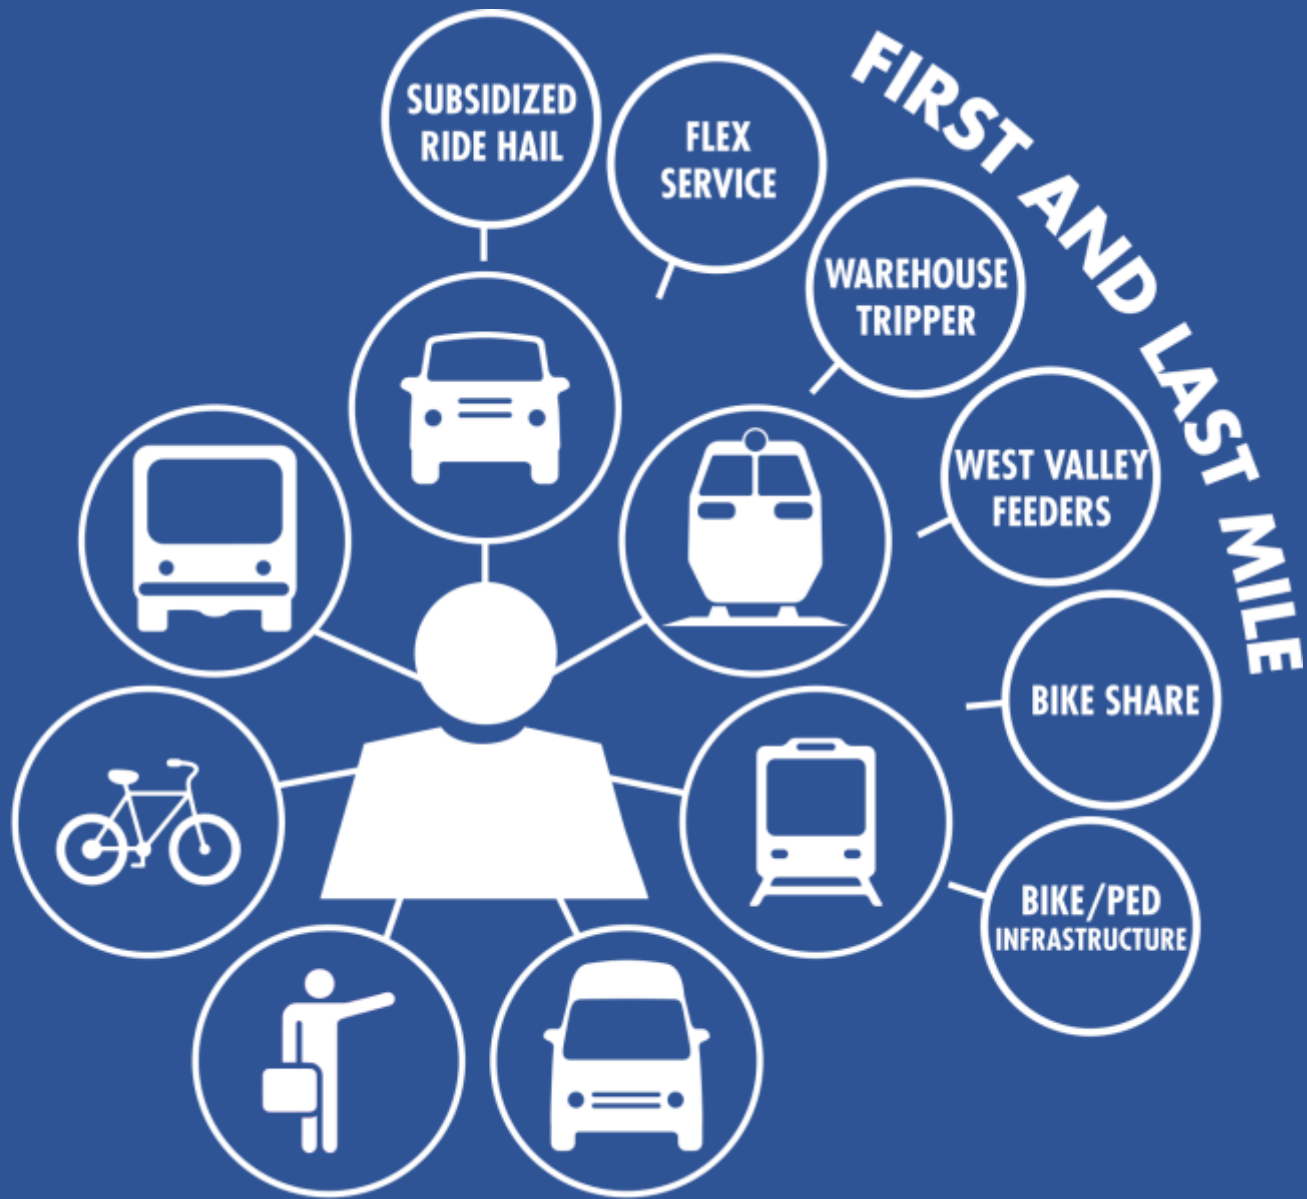 FIRST AND LAST MILE
SUBSIDIZED
RIDE HAIL
FLEX
SERVICE
WAREHOUSE
TRIPPER
WEST VALLEY
FEEDERS
BIKE SHARE
BIKE/PED
INFRASTRUCTURE